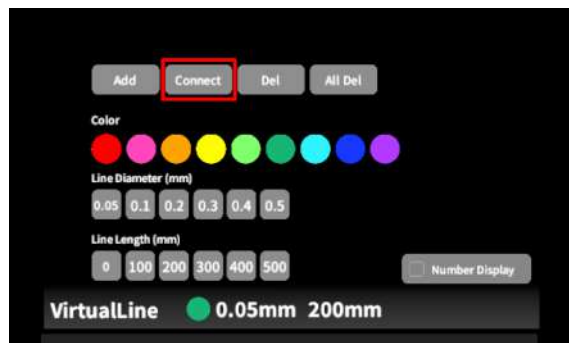 Add Connect Del All Del
Color
Line Diameter (mm)
0.05 0.1 0.2 0.3 0.4 0.5
Line Length (mm)
0 100 200 300 400 500
Number Display
VirtualLine 0.05mm 200mm